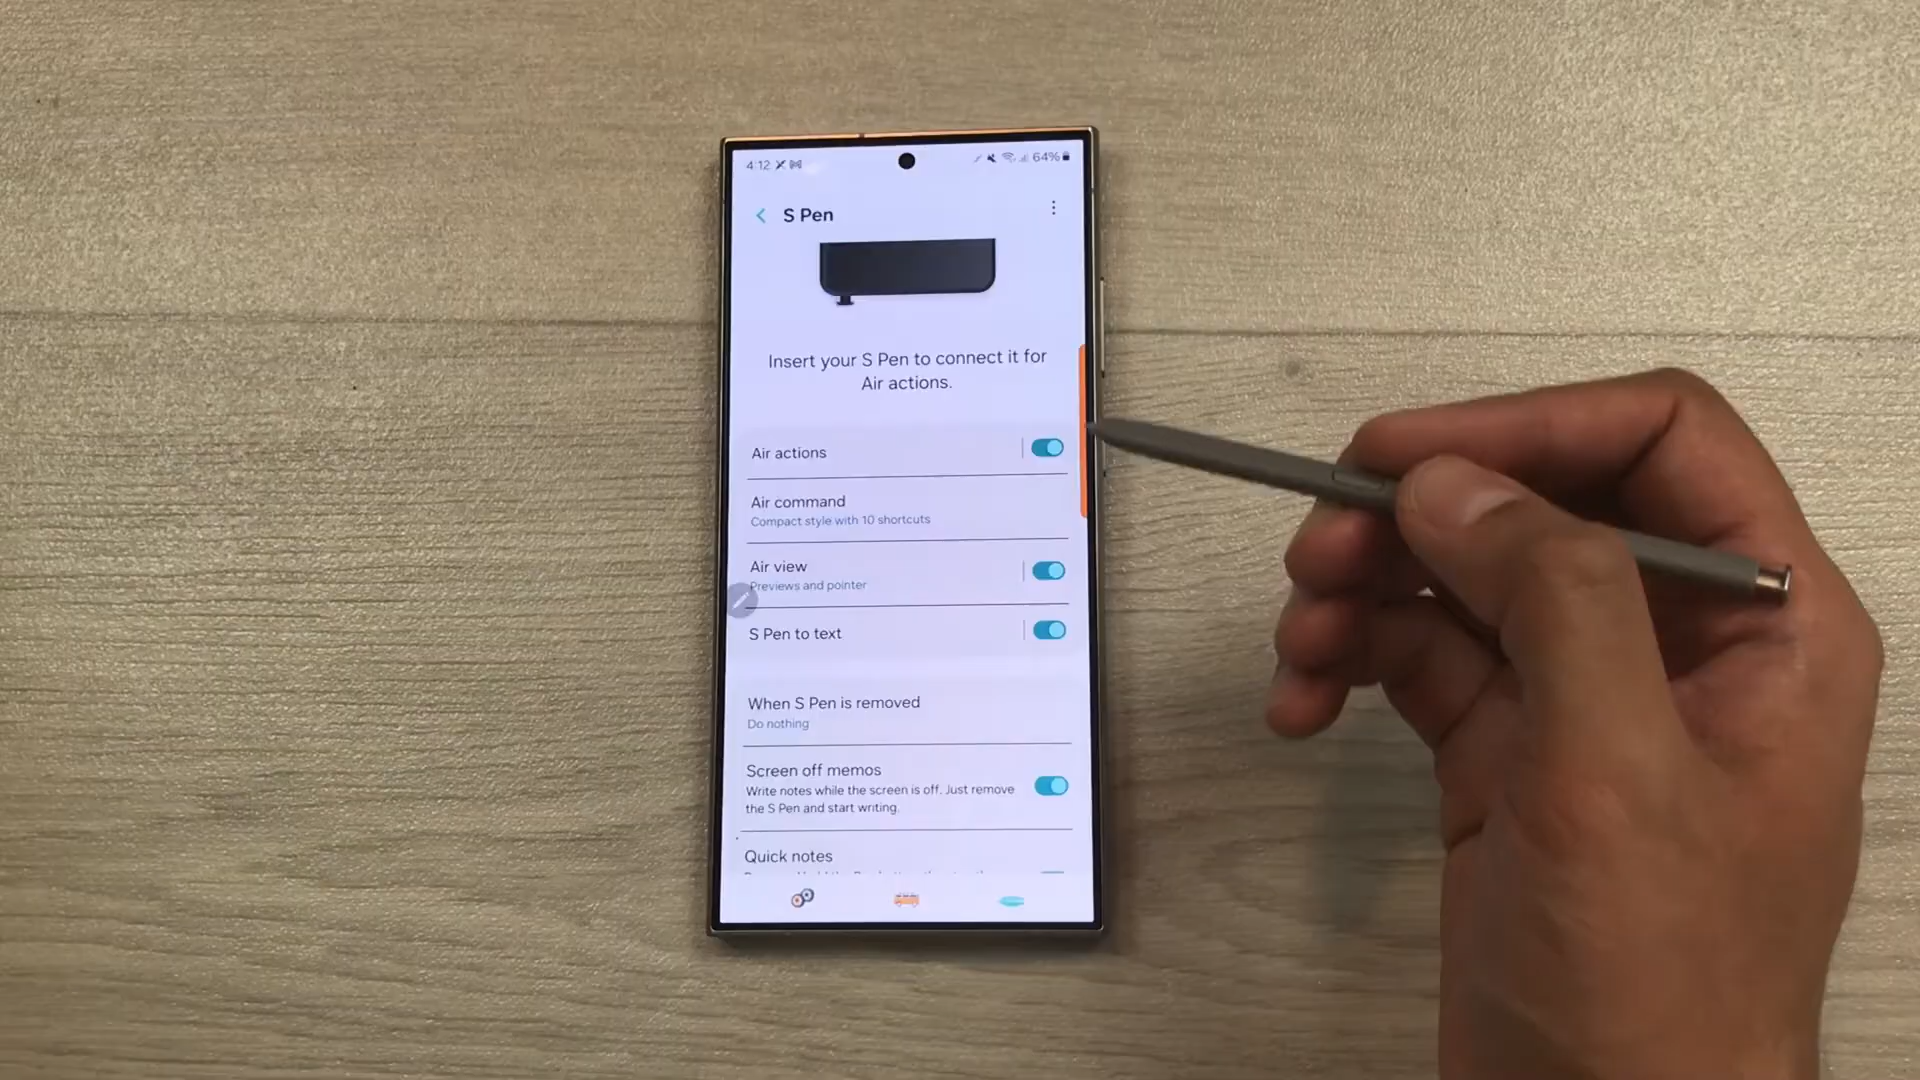 4:12
64%
S Pen
Insert your S Pen to connect it for
Air actions.
Air actions
Air command
Compact style with 10 shortcuts
Air view
Previews and pointer
S Pen to text
When S Pen is removed
Do nothing
Screen off memos
Write notes while the screen is off. Just remove
the S Pen and start writing.
Quick notes